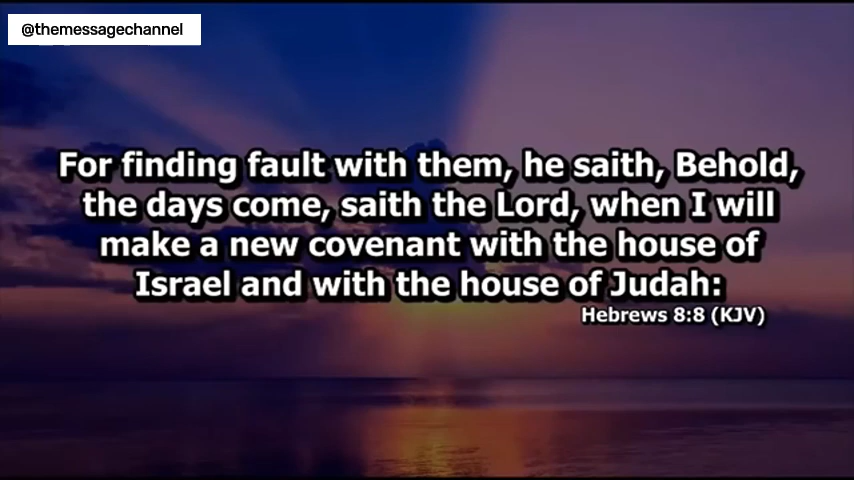 @themessagechannel
For finding fault with them, he saith, Behold,
the days come, saith the Lord, when I will
make a new covenant with the house of
Israel and with the house of Judah:
Hebrews 8:8 (KJV)